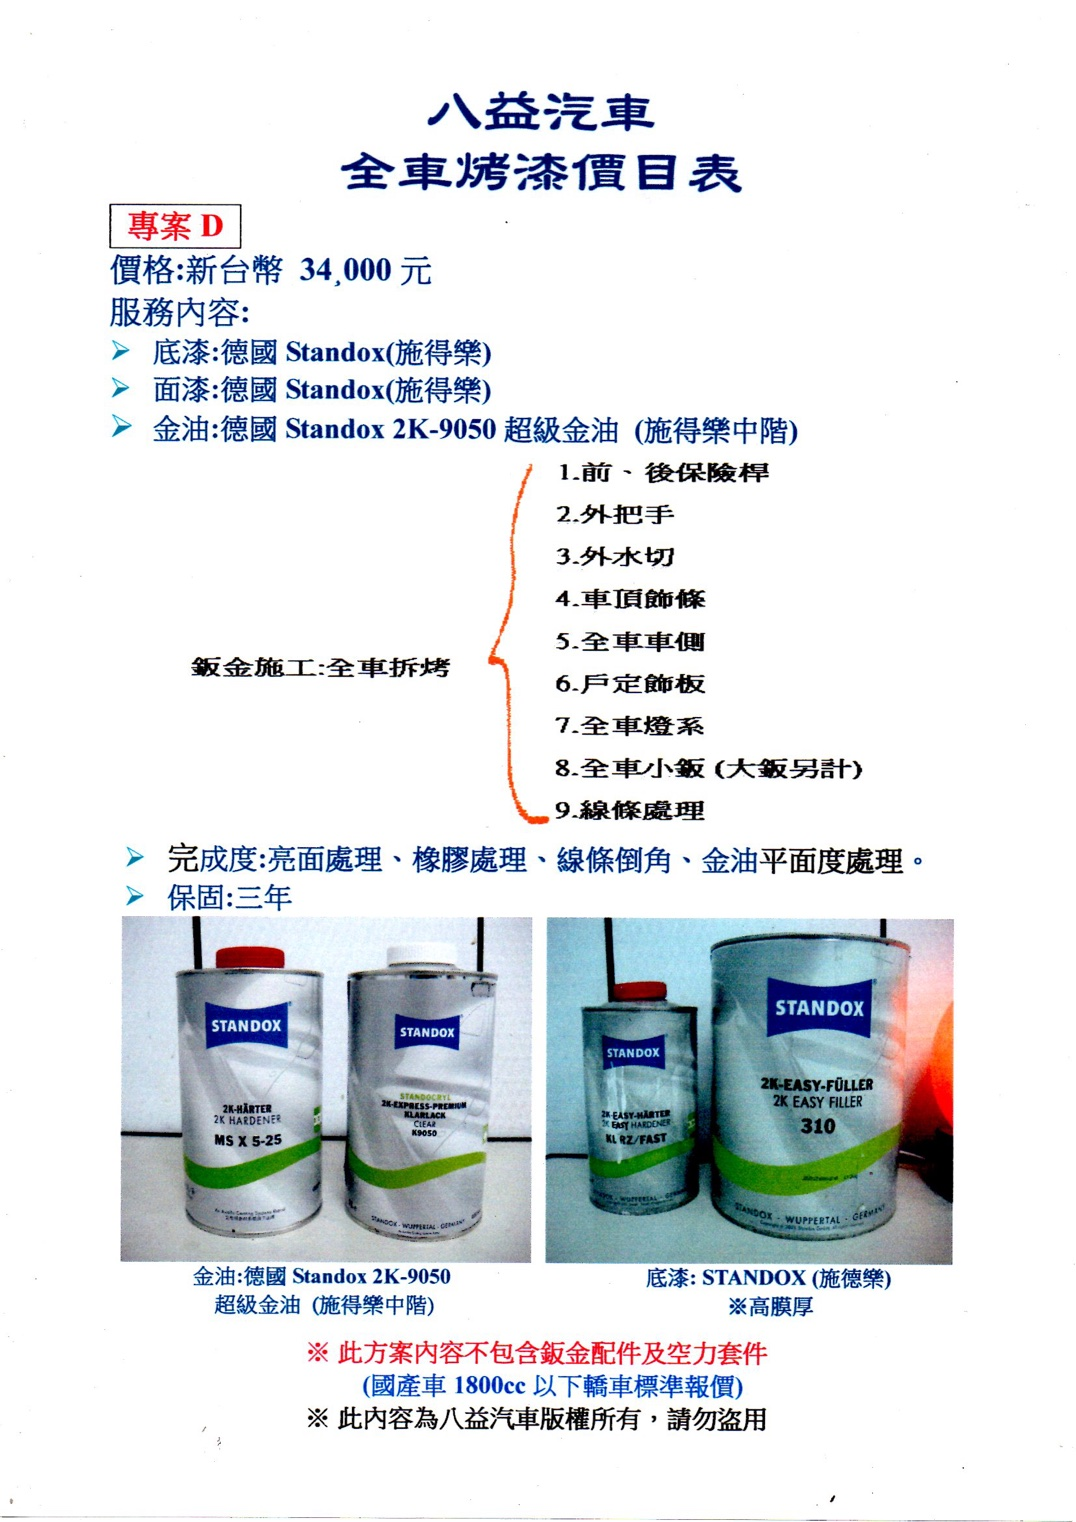 八益汽車
全車烤漆價目表
專案 D
價格:新台幣 34,000 元
服務內容:
➢ 底漆:德國 Standox(施得樂)
➢ 面漆:德國 Standox(施得樂)
➢ 金油:德國 Standox 2K-9050 超級金油 (施得樂中階)
鈑金施工:全車拆烤
1.前、後保險桿
2.外把手
3.外水切
4.車頂飾條
5.全車車側
6.戶定飾板
7.全車燈系
8.全車小鈑 (大鈑另計)
9.線條處理
➢ 完成度:亮面處理、橡膠處理、線條倒角、金油平面度處理。
➢ 保固:三年
STANDOX
2K-HÄRTER
2K HARDENER
MS X 5-25
STANDOX
STANDOCRYL
2K-EXPRESS-PREMIUM
KLARLACK
CLEAR
K9050
STANDOX - WUPPERTAL - GERMANY
STANDOX
2K-EASY-HÄRTER
2K EASY HARDENER
KL RZ/FAST
STANDOX - WUPPERTAL - GERMANY
STANDOX
2K-EASY-FÜLLER
2K EASY FILLER
310
STANDOX - WUPPERTAL - GERMANY
金油:德國 Standox 2K-9050
超級金油 (施得樂中階)
底漆: STANDOX (施德樂)
※高膜厚
※ 此方案內容不包含鈑金配件及空力套件
(國產車 1800cc 以下轎車標準報價)
※ 此內容為八益汽車版權所有，請勿盜用